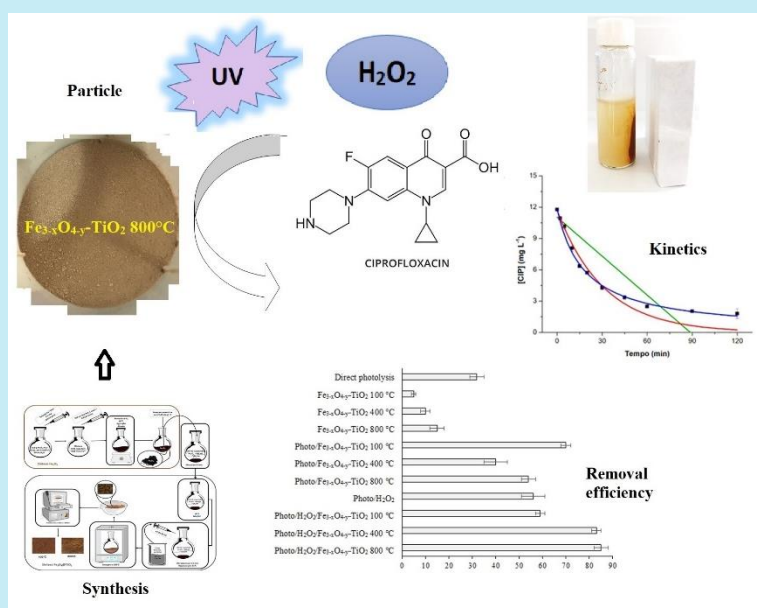 Particle
UV
H₂O₂
Fe₃₋ₓO₄₋ᵧ-TiO₂ 800°C
F
O
O
OH
N
N
HN
CIPROFLOXACIN
Kinetics
[CIP] (mg L⁻¹)
15
12
9
6
3
0
0 15 30 45 60 75 90 105 120
Tempo (min)
Direct photolysis
Fe₃₋ₓO₄₋ᵧ-TiO₂ 100 °C
Fe₃₋ₓO₄₋ᵧ-TiO₂ 400 °C
Fe₃₋ₓO₄₋ᵧ-TiO₂ 800 °C
Photo/Fe₃₋ₓO₄₋ᵧ-TiO₂ 100 °C
Photo/Fe₃₋ₓO₄₋ᵧ-TiO₂ 400 °C
Photo/Fe₃₋ₓO₄₋ᵧ-TiO₂ 800 °C
Photo/H₂O₂
Photo/H₂O₂/Fe₃₋ₓO₄₋ᵧ-TiO₂ 100 °C
Photo/H₂O₂/Fe₃₋ₓO₄₋ᵧ-TiO₂ 400 °C
Photo/H₂O₂/Fe₃₋ₓO₄₋ᵧ-TiO₂ 800 °C
0 10 20 30 40 50 60 70 80 90
Removal
efficiency
Synthesis